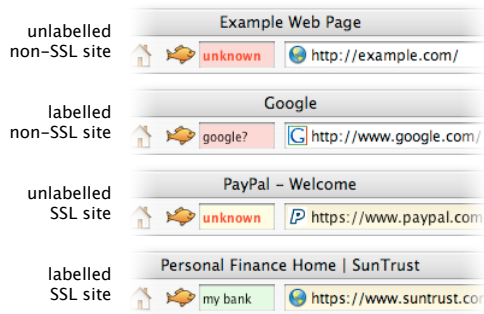 Example Web Page
unlabelled
non-SSL site
unknown
http://example.com/
Google
labelled
non-SSL site
google?
G
http://www.google.com/
PayPal – Welcome
unlabelled
SSL site
unknown
P
https://www.paypal.com
Personal Finance Home | SunTrust
labelled
SSL site
my bank
https://www.suntrust.com